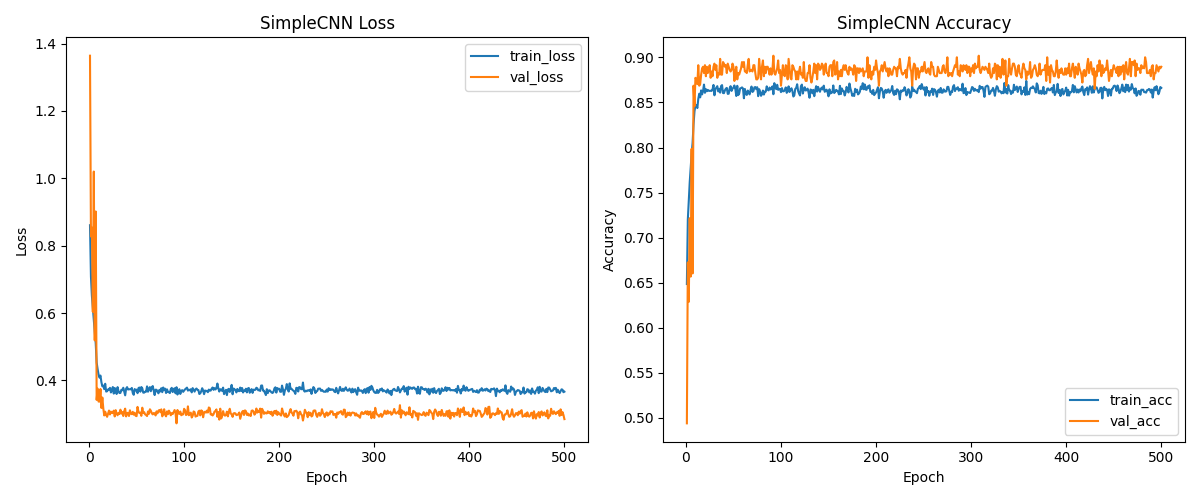 SimpleCNN Loss
1.4
1.2
1.0
0.8
0.6
0.4
Loss
0 100 200 300 400 500
Epoch
train_loss
val_loss
SimpleCNN Accuracy
0.90
0.85
0.80
0.75
0.70
0.65
0.60
0.55
0.50
Accuracy
0 100 200 300 400 500
Epoch
train_acc
val_acc